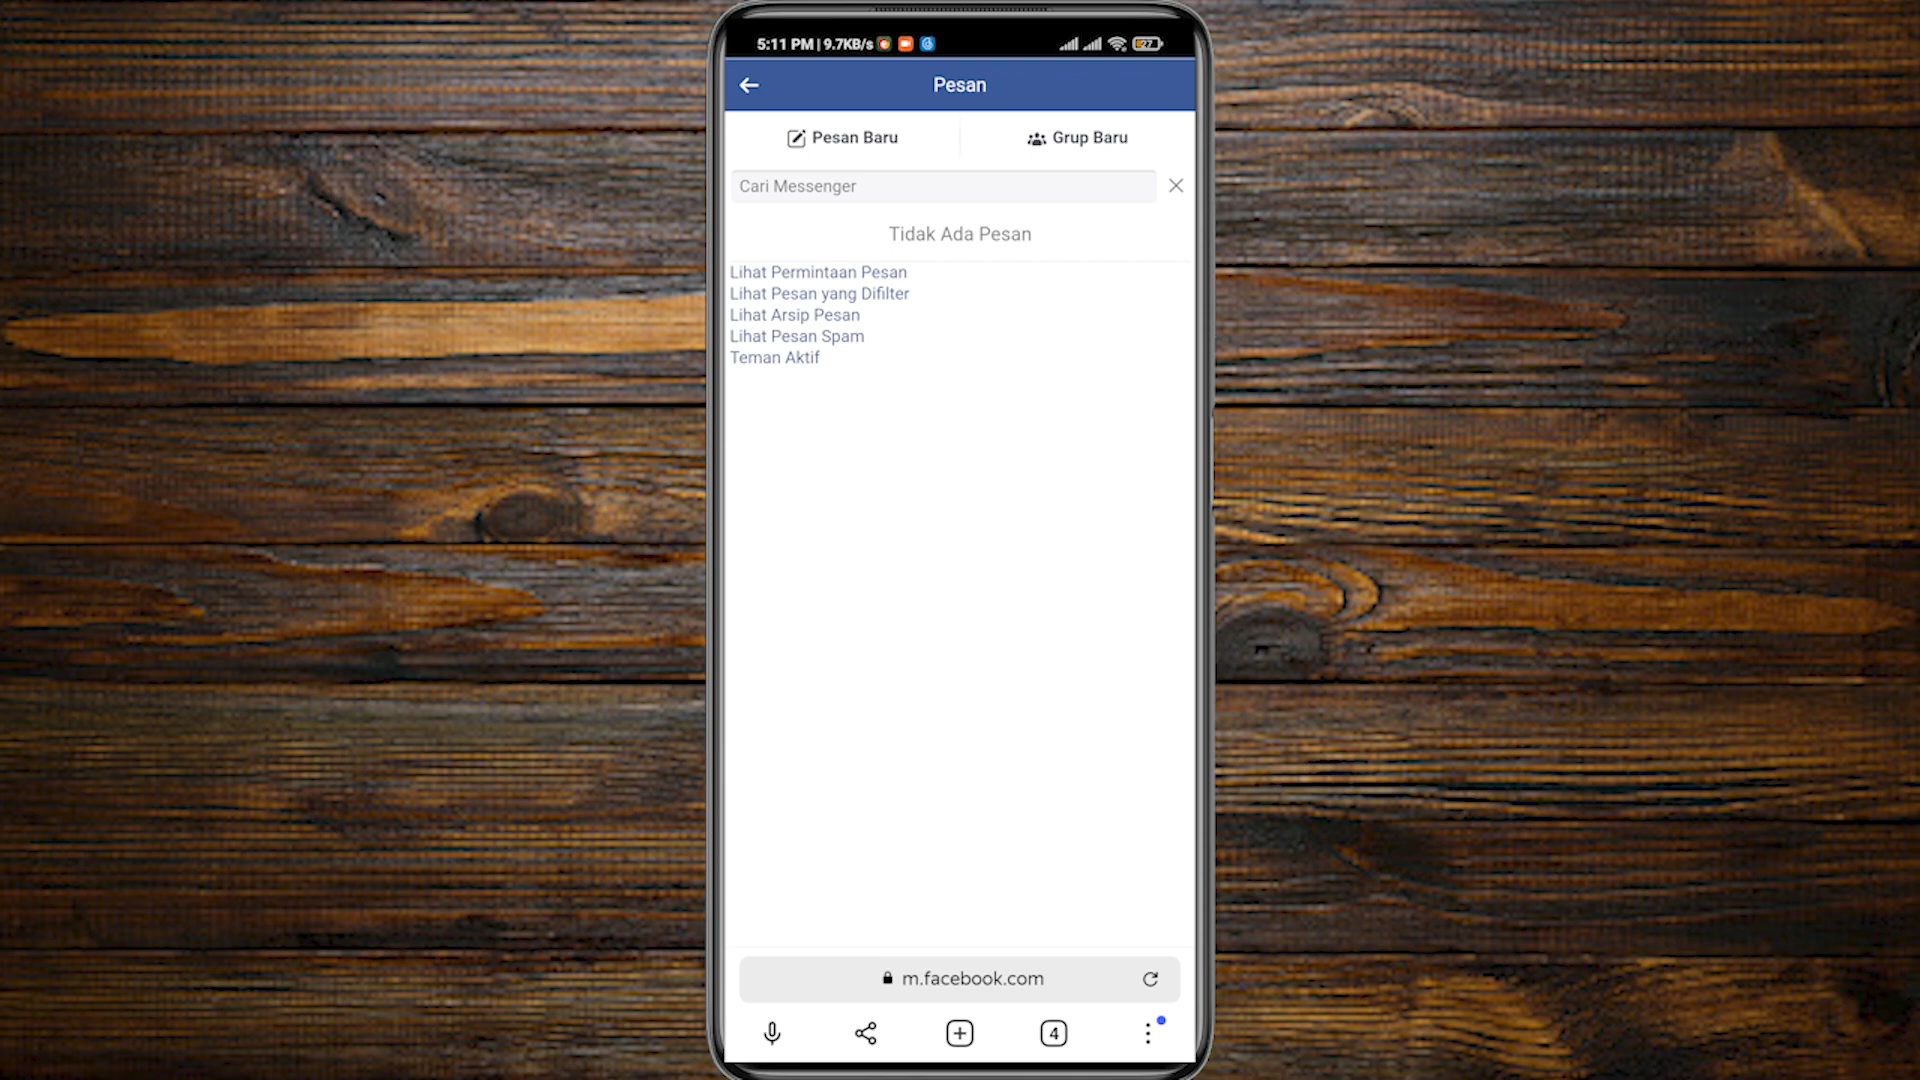 5:11 PM | 9.7KB/s
27
Pesan
Pesan Baru
Grup Baru
Cari Messenger
Tidak Ada Pesan
Lihat Permintaan Pesan
Lihat Pesan yang Difilter
Lihat Arsip Pesan
Lihat Pesan Spam
Teman Aktif
m.facebook.com
4